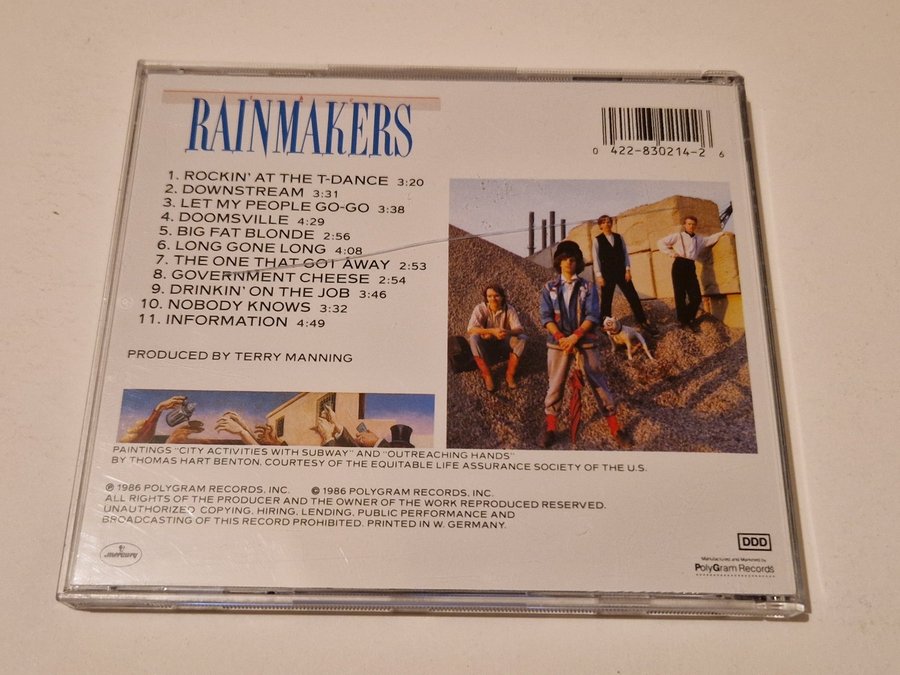 THE
RAINMAKERS
0 422-830214-2 6
1. ROCKIN' AT THE T-DANCE 3:20
2. DOWNSTREAM 3:31
3. LET MY PEOPLE GO-GO 3:38
4. DOOMSVILLE 4:29
5. BIG FAT BLONDE 2:56
6. LONG GONE LONG 4:08
7. THE ONE THAT GOT AWAY 2:53
8. GOVERNMENT CHEESE 2:54
9. DRINKIN' ON THE JOB 3:46
10. NOBODY KNOWS 3:32
11. INFORMATION 4:49
PRODUCED BY TERRY MANNING
PAINTINGS "CITY ACTIVITIES WITH SUBWAY" AND "OUTREACHING HANDS"
BY THOMAS HART BENTON, COURTESY OF THE EQUITABLE LIFE ASSURANCE SOCIETY OF THE U.S.
℗ 1986 POLYGRAM RECORDS, INC. © 1986 POLYGRAM RECORDS, INC.
ALL RIGHTS OF THE PRODUCER AND THE OWNER OF THE WORK REPRODUCED RESERVED.
UNAUTHORIZED COPYING, HIRING, LENDING, PUBLIC PERFORMANCE AND
BROADCASTING OF THIS RECORD PROHIBITED. PRINTED IN W. GERMANY.
mercury
DDD
Manufactured and Marketed by
PolyGram Records